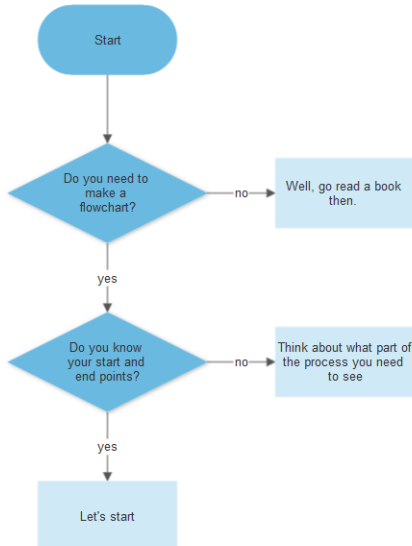 Start
Do you need to
make a
flowchart?
no
Well, go read a book
then.
yes
Do you know
your start and
end points?
no
Think about what part of
the process you need
to see
yes
Let's start